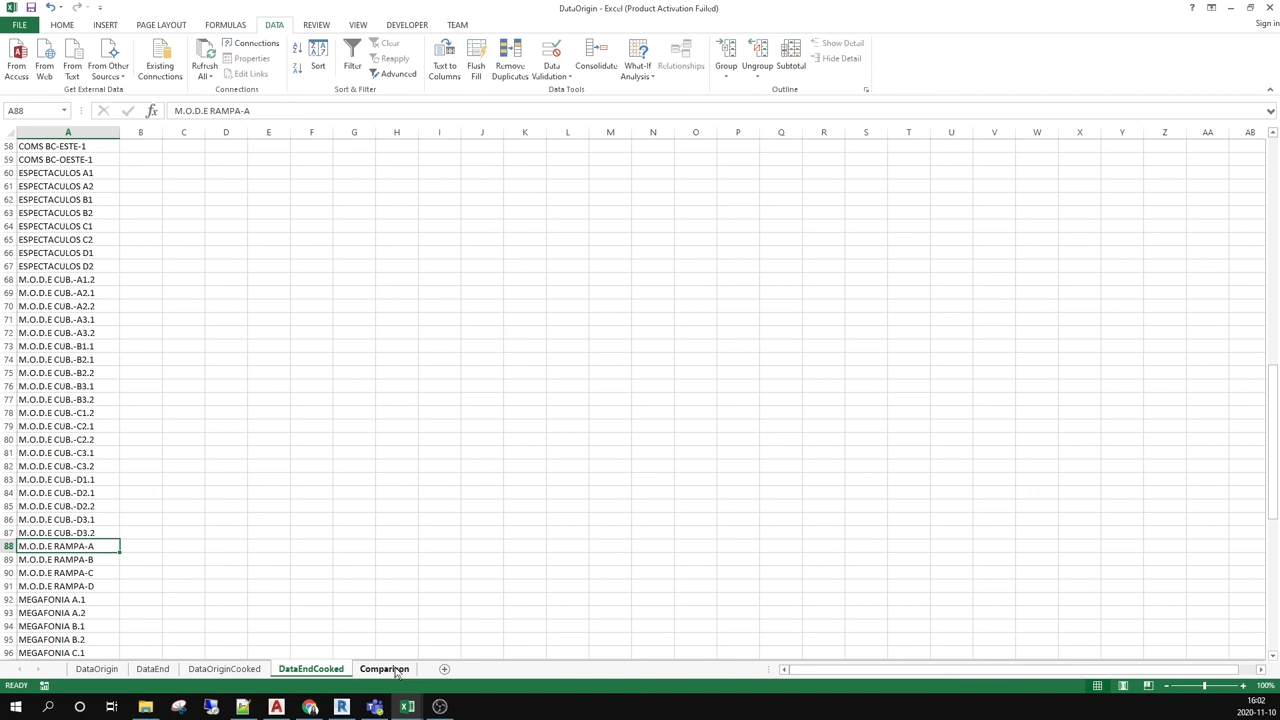 DataOrigin - Excel (Product Activation Failed)
Sign in
FILE HOME INSERT PAGE LAYOUT FORMULAS DATA REVIEW VIEW DEVELOPER TEAM
From Access From Web From Text From Other Sources Existing Connections Refresh All Connections Properties Edit Links Sort Filter Clear Reapply Advanced Text to Columns Flush Fill Remove Duplicates Data Validation Consolidate What-If Analysis Relationships Group Ungroup Subtotal Show Detail Hide Detail
Get External Data Connections Sort & Filter Data Tools Outline
A88 fx M.O.D.E RAMPA-A
A B C D E F G H I J K L M N O P Q R S T U V W X Y Z AA AB
58 COMS BC-ESTE-1
59 COMS BC-OESTE-1
60 ESPECTACULOS A1
61 ESPECTACULOS A2
62 ESPECTACULOS B1
63 ESPECTACULOS B2
64 ESPECTACULOS C1
65 ESPECTACULOS C2
66 ESPECTACULOS D1
67 ESPECTACULOS D2
68 M.O.D.E CUB.-A1.2
69 M.O.D.E CUB.-A2.1
70 M.O.D.E CUB.-A2.2
71 M.O.D.E CUB.-A3.1
72 M.O.D.E CUB.-A3.2
73 M.O.D.E CUB.-B1.1
74 M.O.D.E CUB.-B2.1
75 M.O.D.E CUB.-B2.2
76 M.O.D.E CUB.-B3.1
77 M.O.D.E CUB.-B3.2
78 M.O.D.E CUB.-C1.2
79 M.O.D.E CUB.-C2.1
80 M.O.D.E CUB.-C2.2
81 M.O.D.E CUB.-C3.1
82 M.O.D.E CUB.-C3.2
83 M.O.D.E CUB.-D1.1
84 M.O.D.E CUB.-D2.1
85 M.O.D.E CUB.-D2.2
86 M.O.D.E CUB.-D3.1
87 M.O.D.E CUB.-D3.2
88 M.O.D.E RAMPA-A
89 M.O.D.E RAMPA-B
90 M.O.D.E RAMPA-C
91 M.O.D.E RAMPA-D
92 MEGAFONIA A.1
93 MEGAFONIA A.2
94 MEGAFONIA B.1
95 MEGAFONIA B.2
96 MEGAFONIA C.1
DataOrigin DataEnd DataOriginCooked DataEndCooked Comparison
READY 100%
16:02
2020-11-10